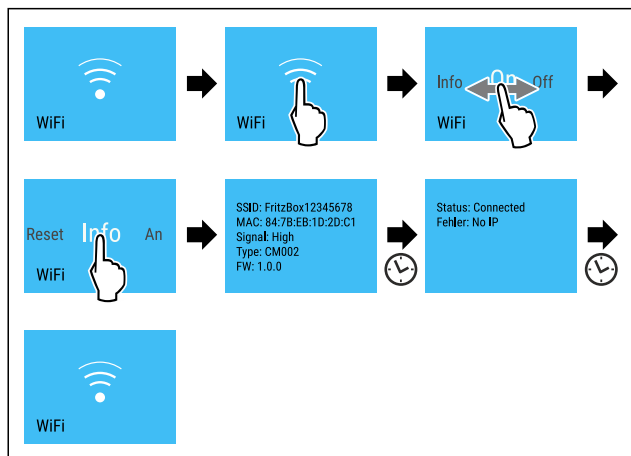 WiFi
WiFi
Info On Off
WiFi
Reset Info An
WiFi
SSID: FritzBox12345678
MAC: 84:7B:EB:1D:2D:C1
Signal: High
Type: CM002
FW: 1.0.0
Status: Connected
Fehler: No IP
WiFi